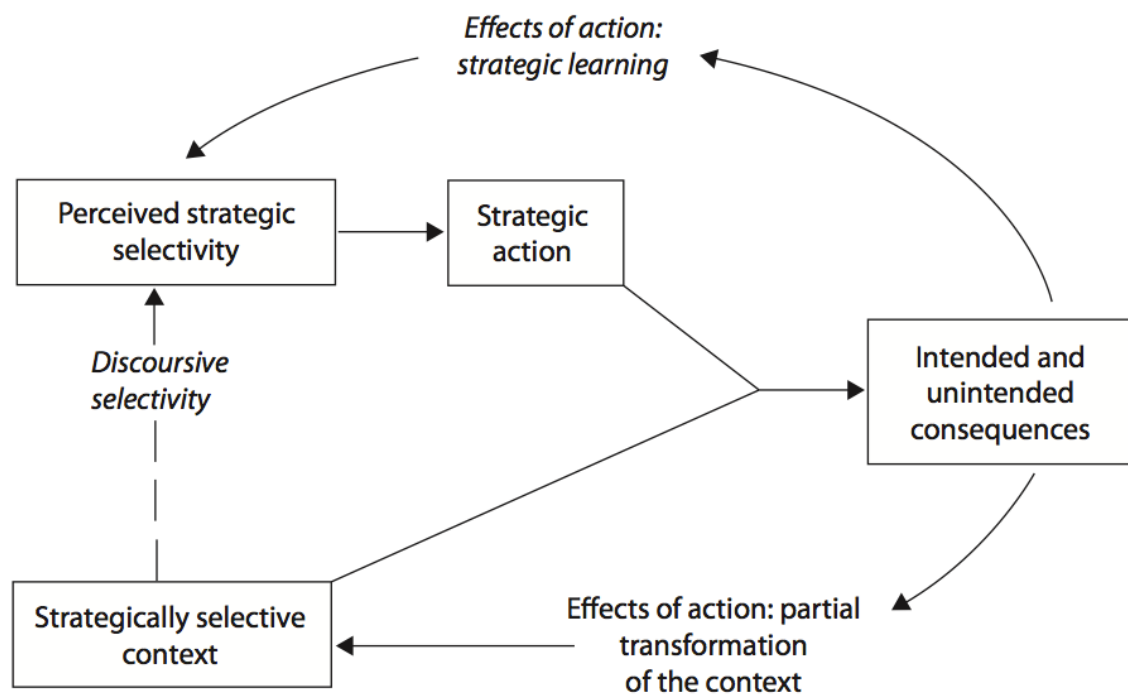 Effects of action:
strategic learning
Perceived strategic
selectivity
Strategic
action
Discoursive
selectivity
Intended and
unintended
consequences
Strategically selective
context
Effects of action: partial
transformation
of the context